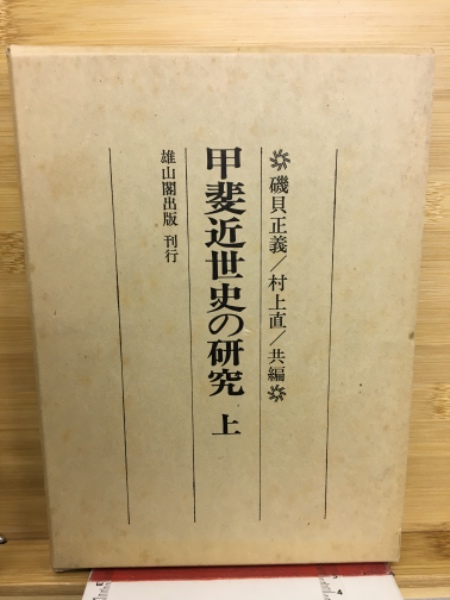 磯貝正義/村上直/共編
甲斐近世史の研究 上
雄山閣出版 刊行